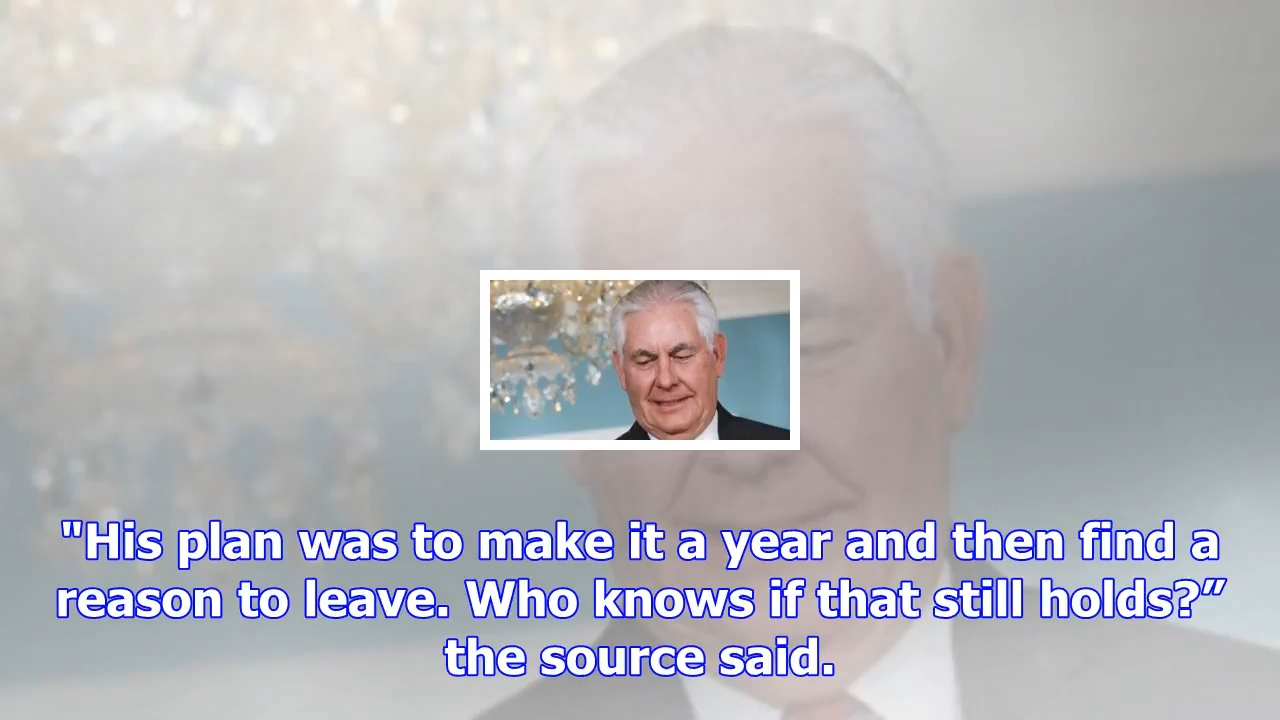 "His plan was to make it a year and then find a
reason to leave. Who knows if that still holds?”
the source said.